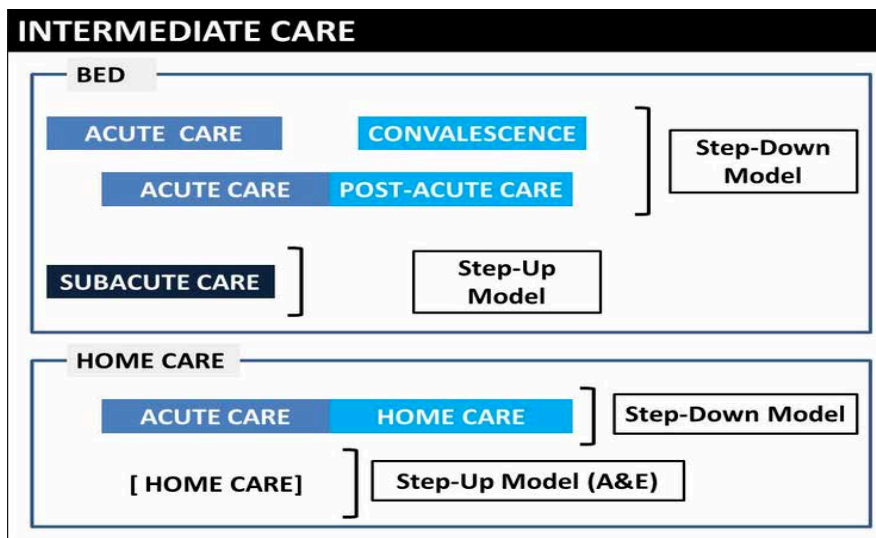 INTERMEDIATE CARE
BED
ACUTE CARE
CONVALESCENCE
ACUTE CARE
POST-ACUTE CARE
Step-Down
Model
SUBACUTE CARE
Step-Up
Model
HOME CARE
ACUTE CARE
HOME CARE
Step-Down Model
[ HOME CARE]
Step-Up Model (A&E)